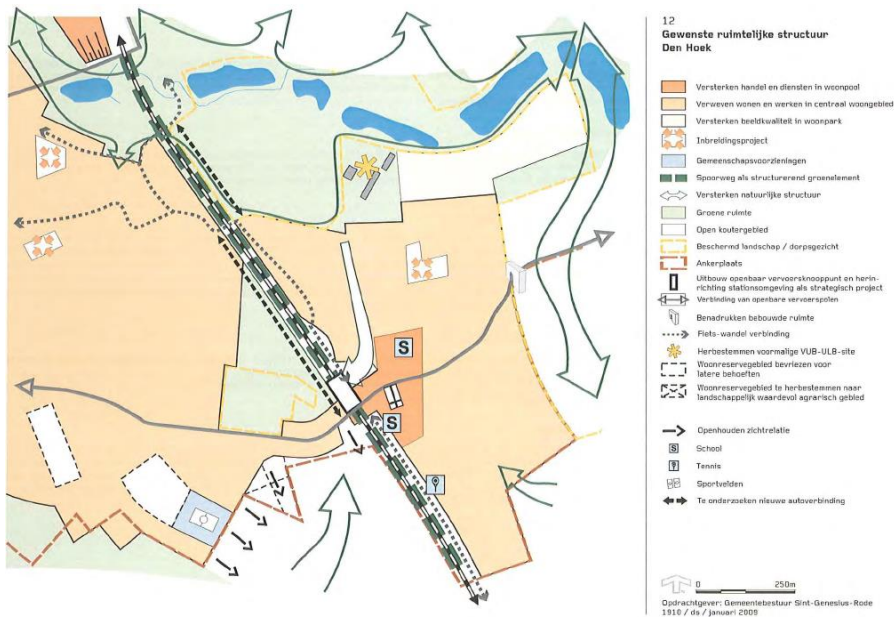 12
Gewenste ruimtelijke structuur
Den Hoek
Versterken handel en diensten in woonpool
Verweven wonen en werken in centraal woongebied
Versterken beeldkwaliteit in woonpark
Inbreidingsproject
Gemeenschapsvoorzieningen
Spoorweg als structurerend groenelement
Versterken natuurlijke structuur
Groene ruimte
Open koutergebied
Beschermd landschap / dorpsgezicht
Ankerplaats
Uitbouw openbaar vervoersknooppunt en herin-
richting stationsomgeving als strategisch project
Verbinding van openbare vervoerspolen
Benadrukken bebouwde ruimte
Fiets-wandel verbinding
Herbestemmen voormalige VUB-ULB-site
Woonreservegebied bevriezen voor
latere behoeften
Woonreservegebied te herbestemmen naar
landschappelijk waardevol agrarisch gebied
Openhouden zichtrelatie
S School
Tennis
Sportvelden
Te onderzoeken nieuwe autoverbinding
0 250m
Opdrachtgever: Gemeentebestuur Sint-Genesius-Rode
1910 / ds / januari 2009
S
S